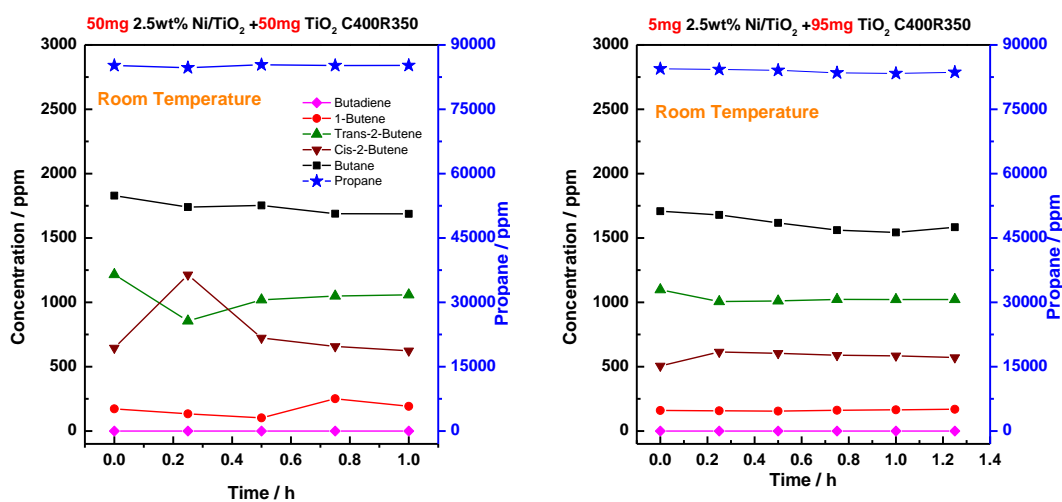 50mg 2.5wt% Ni/TiO₂ +50mg TiO₂ C400R350
3000
2500
2000
1500
1000
500
0
Concentration / ppm
90000
75000
60000
45000
30000
15000
0
Propane / ppm
Room Temperature
Butadiene
1-Butene
Trans-2-Butene
Cis-2-Butene
Butane
Propane
0.0 0.2 0.4 0.6 0.8 1.0
Time / h
5mg 2.5wt% Ni/TiO₂ +95mg TiO₂ C400R350
3000
2500
2000
1500
1000
500
0
Concentration / ppm
90000
75000
60000
45000
30000
15000
0
Propane / ppm
Room Temperature
0.0 0.2 0.4 0.6 0.8 1.0 1.2 1.4
Time / h